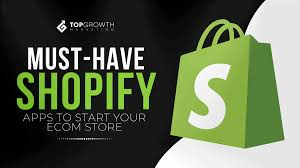 TOPGROWTH
MARKETING
MUST-HAVE
SHOPIFY
APPS TO START YOUR
ECOM STORE
S